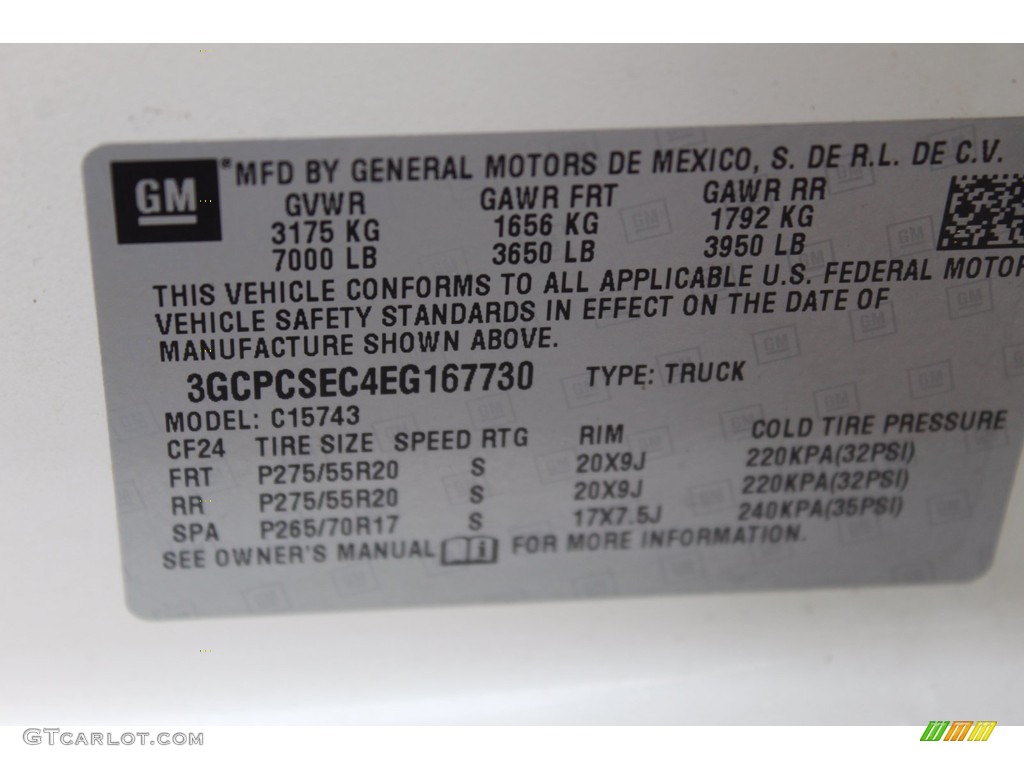 GM
*MFD BY GENERAL MOTORS DE MEXICO, S. DE R.L. DE C.V.
GVWR GAWR FRT GAWR RR
3175 KG 1656 KG 1792 KG
7000 LB 3650 LB 3950 LB
THIS VEHICLE CONFORMS TO ALL APPLICABLE U.S. FEDERAL MOTOR
VEHICLE SAFETY STANDARDS IN EFFECT ON THE DATE OF
MANUFACTURE SHOWN ABOVE.
3GCPCSEC4EG167730 TYPE: TRUCK
MODEL: C15743
CF24 TIRE SIZE SPEED RTG RIM COLD TIRE PRESSURE
FRT P275/55R20 S 20X9J 220KPA(32PSI)
RR P275/55R20 S 20X9J 220KPA(32PSI)
SPA P265/70R17 S 17X7.5J 240KPA(35PSI)
SEE OWNER'S MANUAL i FOR MORE INFORMATION.
GTCARLOT.COM